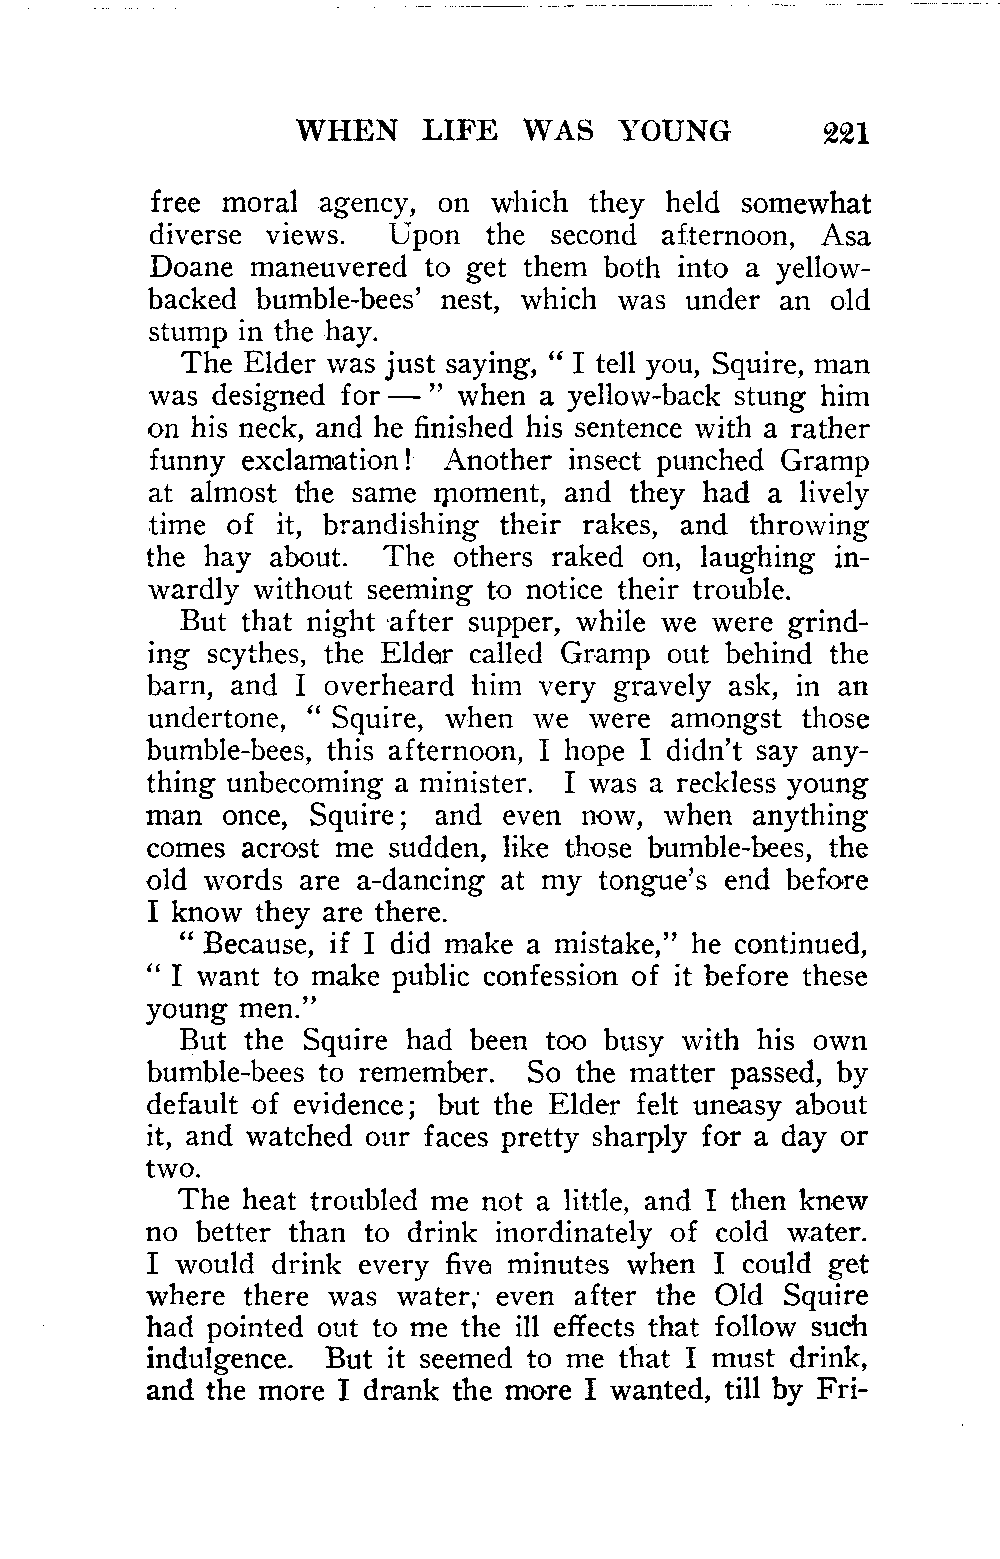 WHEN LIFE WAS YOUNG 221
free moral agency, on which they held somewhat
diverse views. Upon the second afternoon, Asa
Doane maneuvered to get them both into a yellow-
backed bumble-bees' nest, which was under an old
stump in the hay.
The Elder was just saying, “ I tell you, Squire, man
was designed for — ” when a yellow-back stung him
on his neck, and he finished his sentence with a rather
funny exclamation! Another insect punched Gramp
at almost the same moment, and they had a lively
time of it, brandishing their rakes, and throwing
the hay about. The others raked on, laughing in-
wardly without seeming to notice their trouble.
But that night after supper, while we were grind-
ing scythes, the Elder called Gramp out behind the
barn, and I overheard him very gravely ask, in an
undertone, “ Squire, when we were amongst those
bumble-bees, this afternoon, I hope I didn't say any-
thing unbecoming a minister. I was a reckless young
man once, Squire; and even now, when anything
comes acrost me sudden, like those bumble-bees, the
old words are a-dancing at my tongue's end before
I know they are there.
“ Because, if I did make a mistake,” he continued,
“ I want to make public confession of it before these
young men.”
But the Squire had been too busy with his own
bumble-bees to remember. So the matter passed, by
default of evidence; but the Elder felt uneasy about
it, and watched our faces pretty sharply for a day or
two.
The heat troubled me not a little, and I then knew
no better than to drink inordinately of cold water.
I would drink every five minutes when I could get
where there was water, even after the Old Squire
had pointed out to me the ill effects that follow such
indulgence. But it seemed to me that I must drink,
and the more I drank the more I wanted, till by Fri-